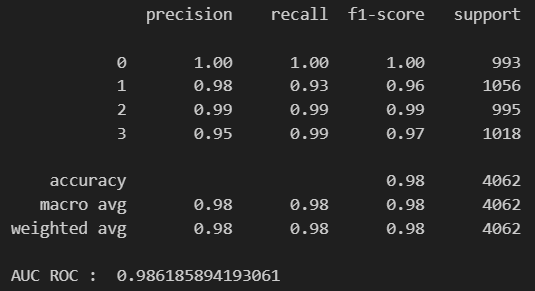 precision recall f1-score support
0 1.00 1.00 1.00 993
1 0.98 0.93 0.96 1056
2 0.99 0.99 0.99 995
3 0.95 0.99 0.97 1018
accuracy 0.98 4062
macro avg 0.98 0.98 0.98 4062
weighted avg 0.98 0.98 0.98 4062
AUC ROC : 0.986185894193061